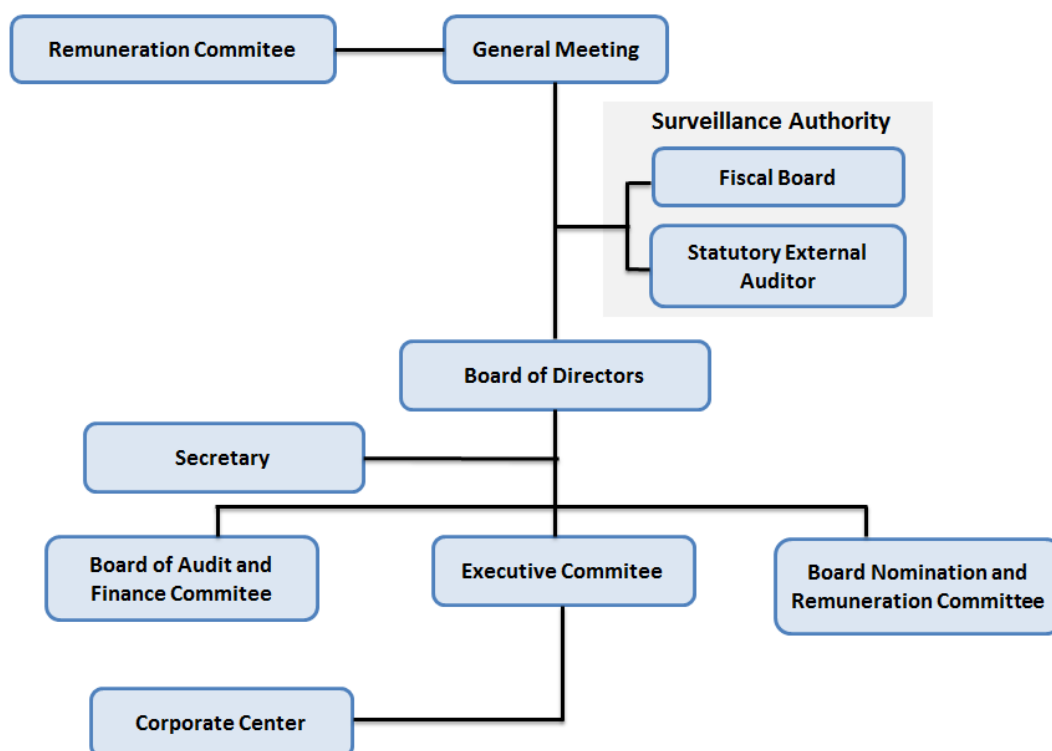 Remuneration Commitee
General Meeting
Surveillance Authority
Fiscal Board
Statutory External
Auditor
Board of Directors
Secretary
Board of Audit and
Finance Commitee
Executive Commitee
Board Nomination and
Remuneration Committee
Corporate Center